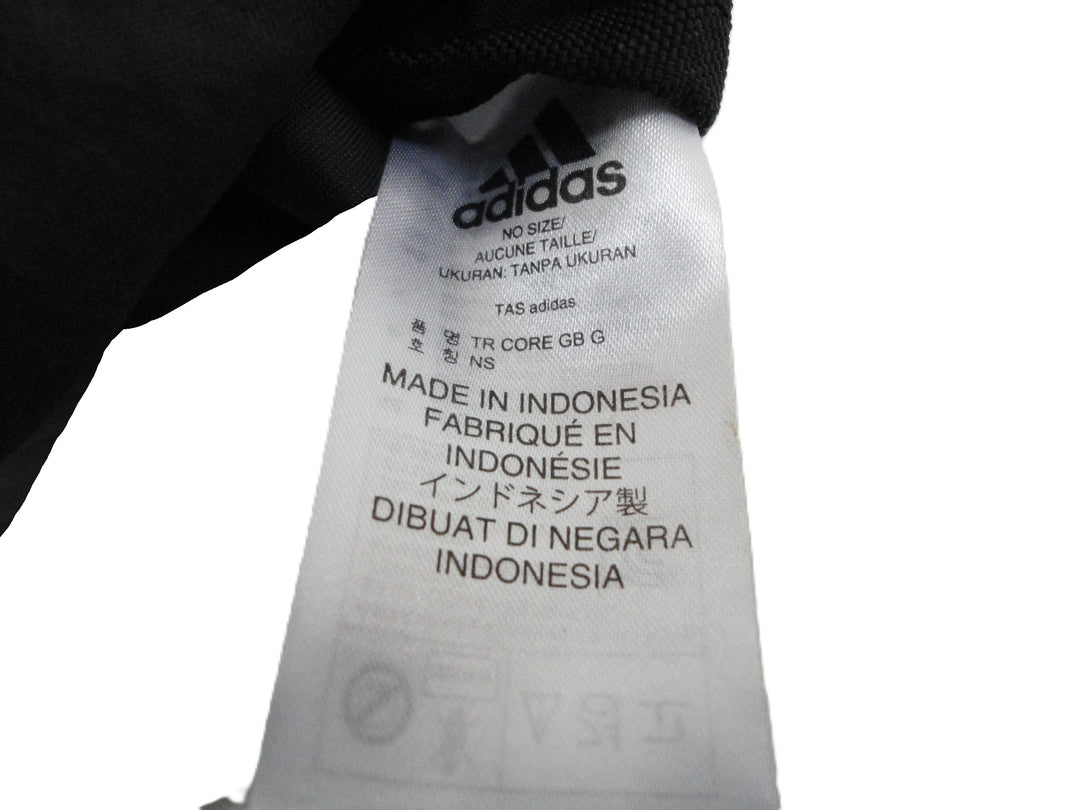 adidas
NO SIZE/
AUCUNE TAILLE/
UKURAN: TANPA UKURAN
TAS adidas
품 명 TR CORE GB G
호 칭 NS
MADE IN INDONESIA
FABRIQUÉ EN
INDONÉSIE
インドネシア製
DIBUAT DI NEGARA
INDONESIA